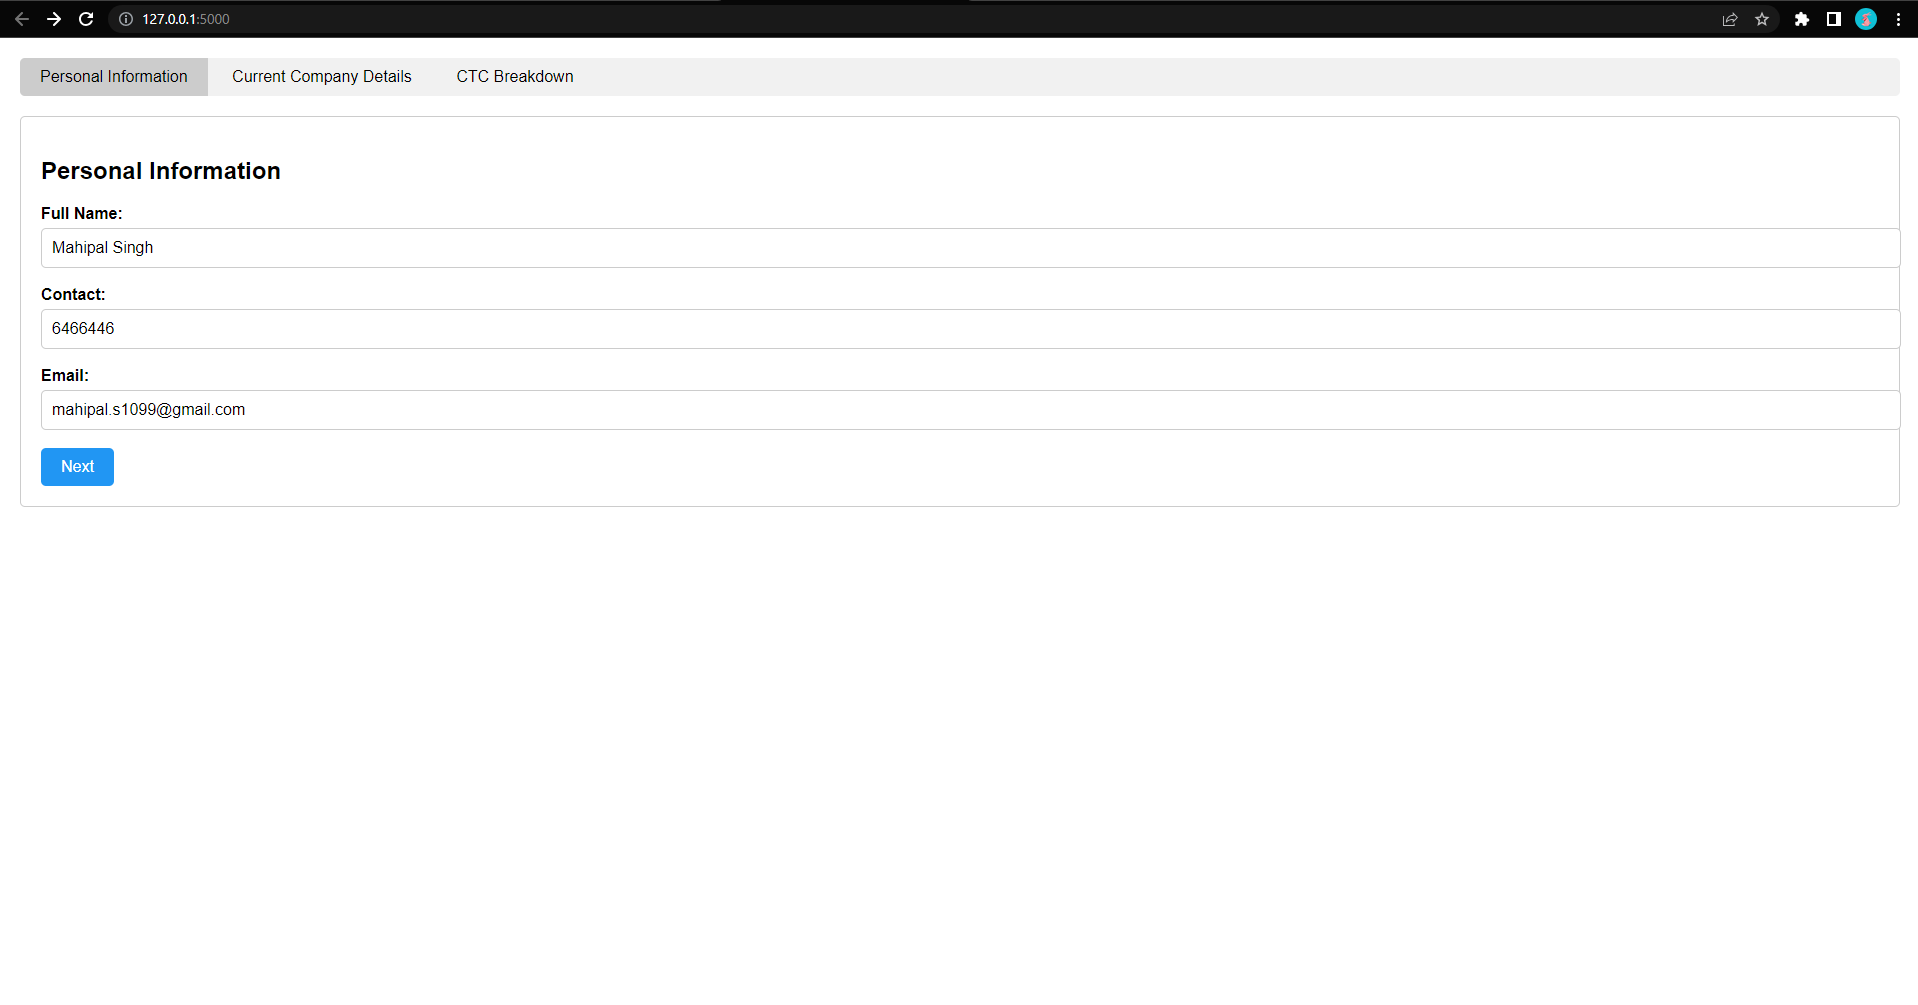 127.0.0.1:5000
Personal Information Current Company Details CTC Breakdown
Personal Information
Full Name:
Mahipal Singh
Contact:
6466446
Email:
mahipal.s1099@gmail.com
Next